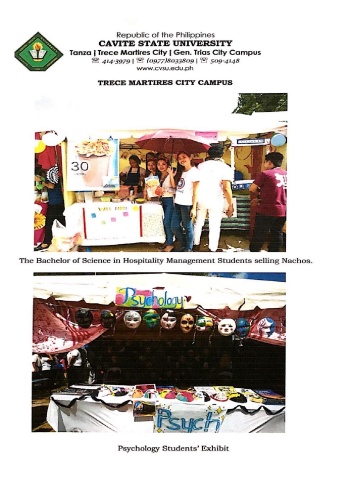 Republic of the Philippines
CAVITE STATE UNIVERSITY
Tanza | Trece Martires City | Gen. Trias City Campus
☏ 414-3979 | ☏ (0977)8033809 | ☏ 509-4148
www.cvsu.edu.ph
TRECE MARTIRES CITY CAMPUS
30
The Bachelor of Science in Hospitality Management Students selling Nachos.
Psychology
Psych
Psychology Students' Exhibit